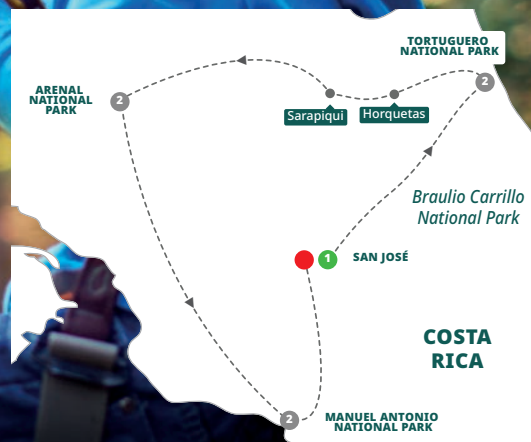 TORTUGUERO
NATIONAL PARK
2
ARENAL
NATIONAL
PARK
2
Sarapiqui
Horquetas
Braulio Carrillo
National Park
1
SAN JOSÉ
COSTA
RICA
2
MANUEL ANTONIO
NATIONAL PARK